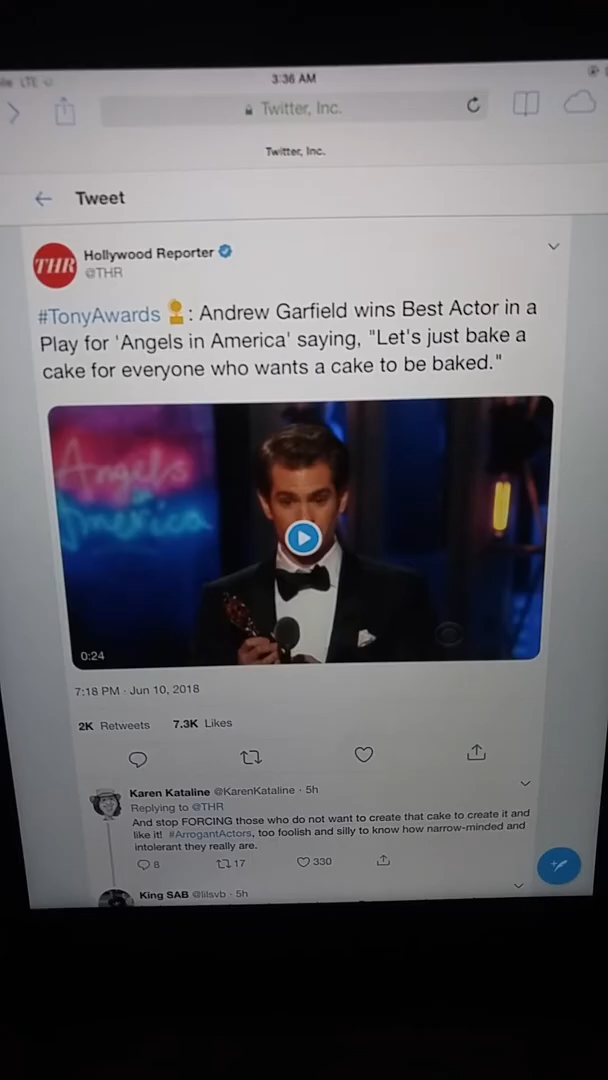 LTE
3:36 AM
Twitter, Inc.
Twitter, Inc.
Tweet
THR
Hollywood Reporter
@THR
#TonyAwards : Andrew Garfield wins Best Actor in a
Play for 'Angels in America' saying, "Let's just bake a
cake for everyone who wants a cake to be baked."
Angels
in
America
0:24
7:18 PM · Jun 10, 2018
2K Retweets 7.3K Likes
Karen Kataline @KarenKataline · 5h
Replying to @THR
And stop FORCING those who do not want to create that cake to create it and
like it! #ArrogantActors, too foolish and silly to know how narrow-minded and
intolerant they really are.
8 17 330
King SAB @lilsvb · 5h